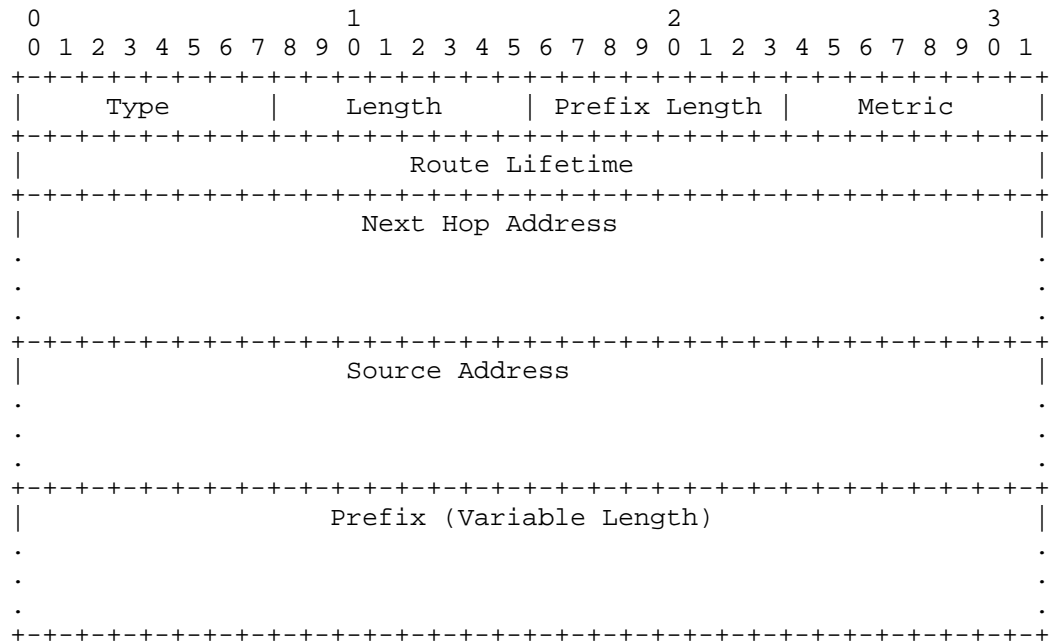 0                   1                   2                   3
 0 1 2 3 4 5 6 7 8 9 0 1 2 3 4 5 6 7 8 9 0 1 2 3 4 5 6 7 8 9 0 1
+-+-+-+-+-+-+-+-+-+-+-+-+-+-+-+-+-+-+-+-+-+-+-+-+-+-+-+-+-+-+-+-+
|     Type      |    Length     | Prefix Length |    Metric     |
+-+-+-+-+-+-+-+-+-+-+-+-+-+-+-+-+-+-+-+-+-+-+-+-+-+-+-+-+-+-+-+-+
|                        Route Lifetime                         |
+-+-+-+-+-+-+-+-+-+-+-+-+-+-+-+-+-+-+-+-+-+-+-+-+-+-+-+-+-+-+-+-+
|                     Next Hop Address                          |
.                                                               .
.                                                               .
.                                                               .
+-+-+-+-+-+-+-+-+-+-+-+-+-+-+-+-+-+-+-+-+-+-+-+-+-+-+-+-+-+-+-+-+
|                    Source Address                             |
.                                                               .
.                                                               .
.                                                               .
+-+-+-+-+-+-+-+-+-+-+-+-+-+-+-+-+-+-+-+-+-+-+-+-+-+-+-+-+-+-+-+-+
|                   Prefix (Variable Length)                    |
.                                                               .
.                                                               .
.                                                               .
+-+-+-+-+-+-+-+-+-+-+-+-+-+-+-+-+-+-+-+-+-+-+-+-+-+-+-+-+-+-+-+-+